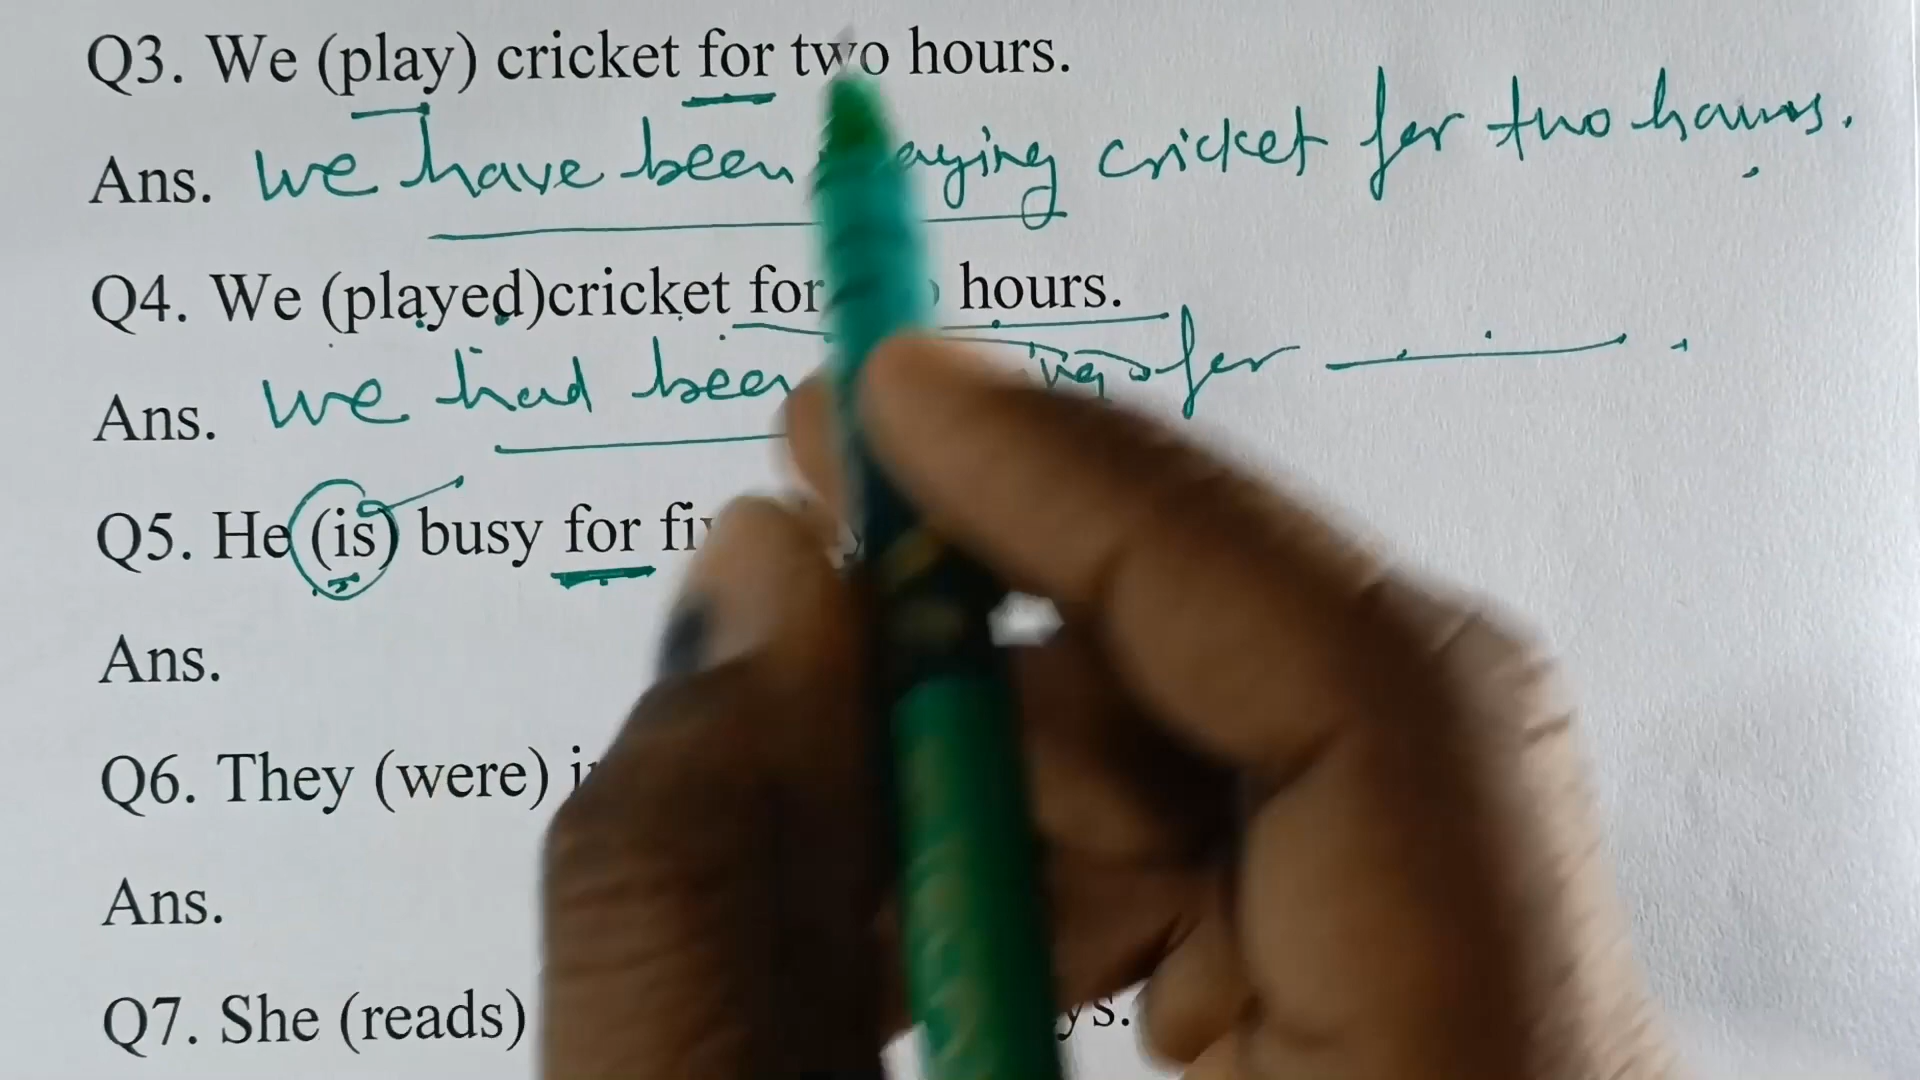 Q3. We (play) cricket for two hours.
Ans. We have been cricket for two hours.
Q4. We (played)cricket for hours.
Ans. We had been for
Q5. He (is) busy for
Ans.
Q6. They (were)
Ans.
Q7. She (reads)